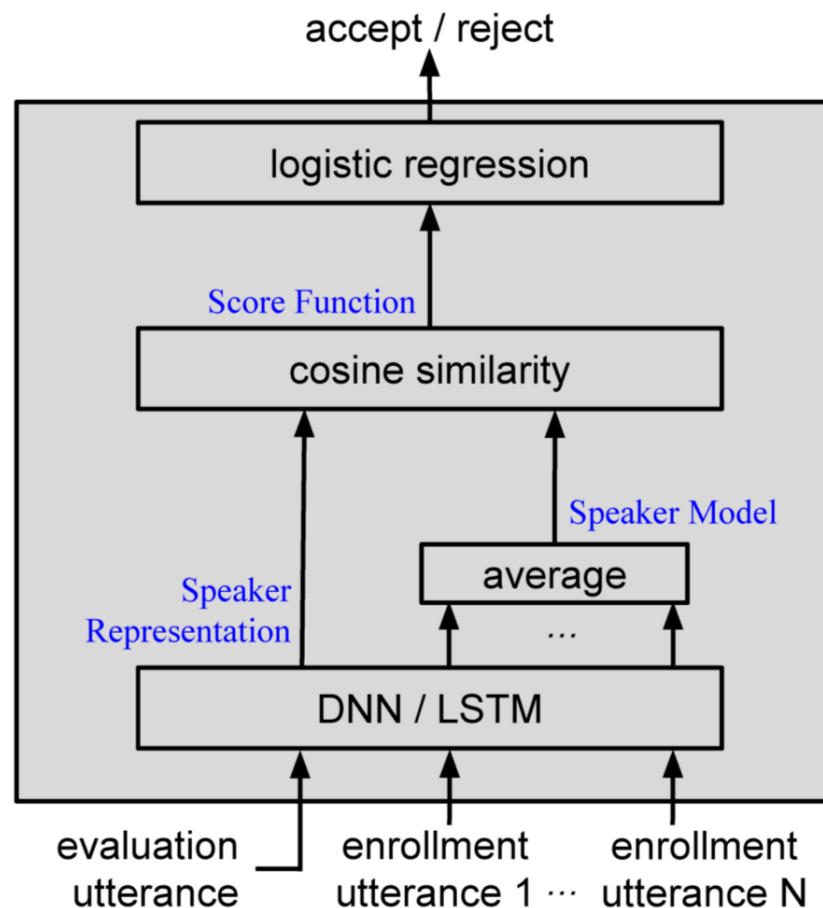 accept / reject
logistic regression
Score Function
cosine similarity
Speaker Model
average
Speaker
Representation
...
DNN / LSTM
evaluation
utterance
enrollment
utterance 1
...
enrollment
utterance N